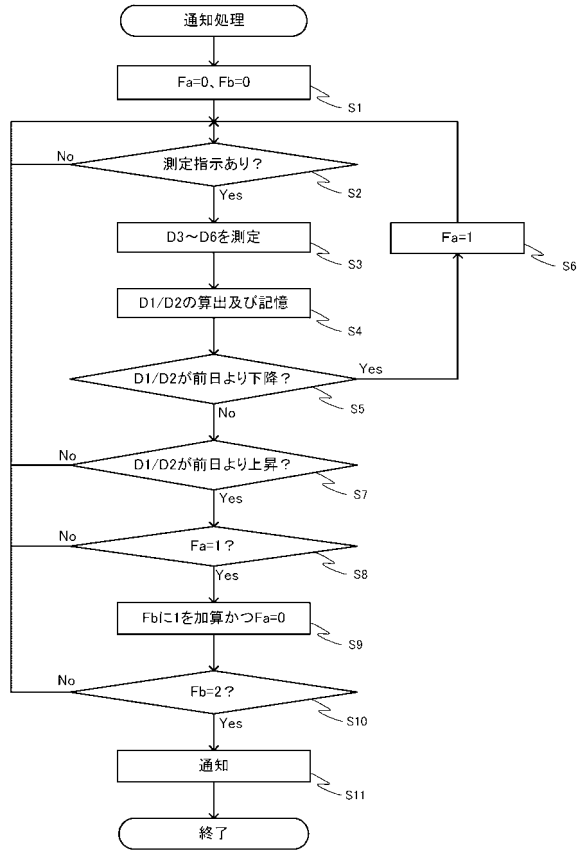 通知処理
Fa=0、Fb=0
S1
No
測定指示あり？
S2
Yes
D3～D6を測定
S3
Fa=1
S6
D1/D2の算出及び記憶
S4
D1/D2が前日より下降？
Yes
S5
No
No
D1/D2が前日より上昇？
S7
Yes
No
Fa=1？
S8
Yes
Fbに1を加算かつFa=0
S9
No
Fb=2？
S10
Yes
通知
S11
終了